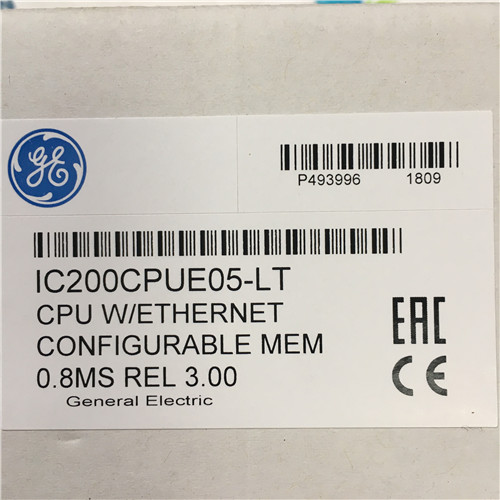 GE
P493996 1809
IC200CPUE05-LT
CPU W/ETHERNET
CONFIGURABLE MEM
0.8MS REL 3.00
General Electric
EAC
CE